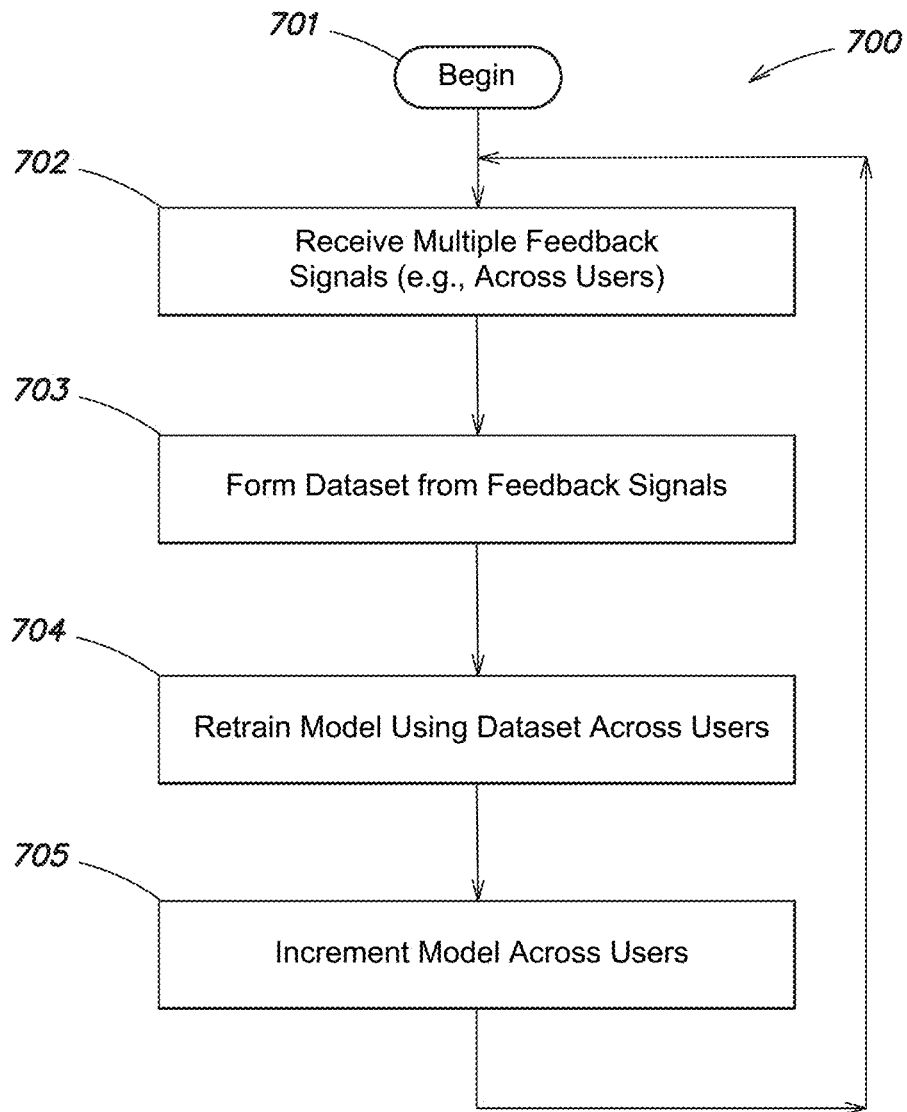 701
Begin
700
702
Receive Multiple Feedback
Signals (e.g., Across Users)
703
Form Dataset from Feedback Signals
704
Retrain Model Using Dataset Across Users
705
Increment Model Across Users